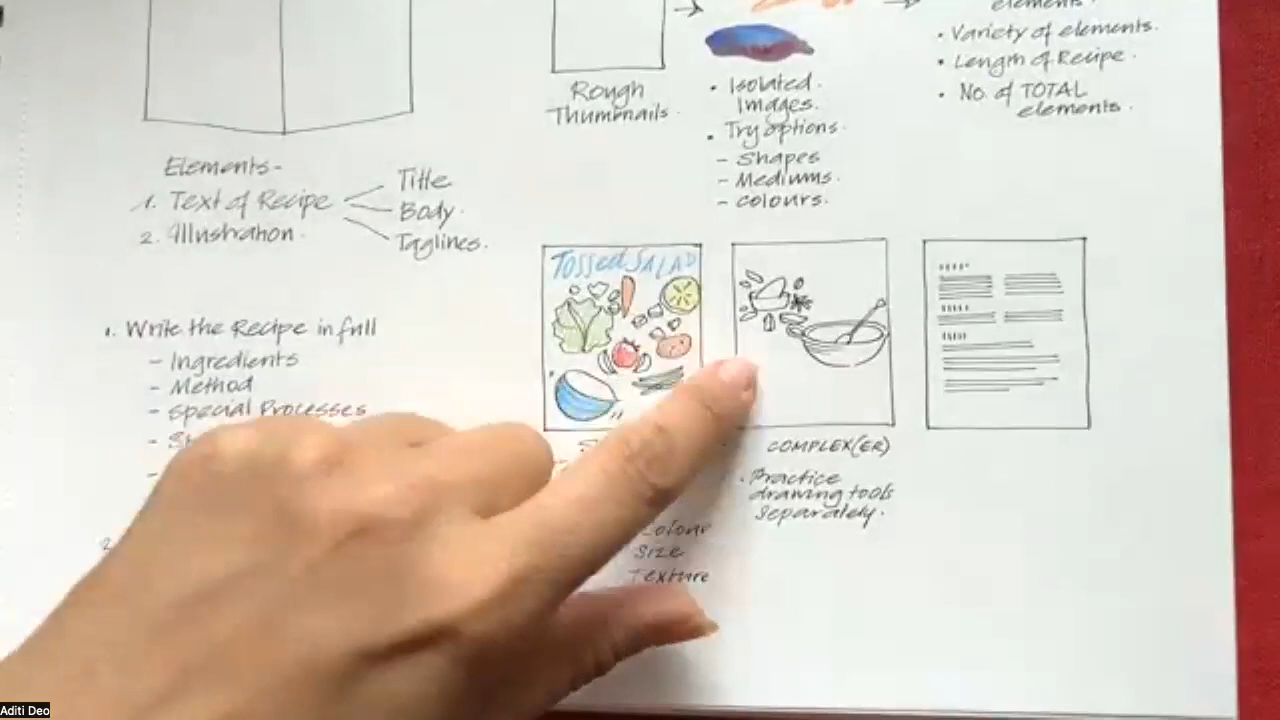 elements.
• Variety of elements.
• Length of Recipe.
• No. of TOTAL
elements.
Rough
Thumbnails.
• Isolated.
Images.
• Try options.
- Shapes
- Mediums.
- colours.
Elements-
1. Text of Recipe
2. Illustration.
Title
Body.
Taglines.
Tossed SALAD
1. Write the Recipe in full
- Ingredients
- Method
- Special Processes
COMPLEX(ER)
• Practice
drawing tools
separately.
Colour
Size
Texture
Aditi Deo